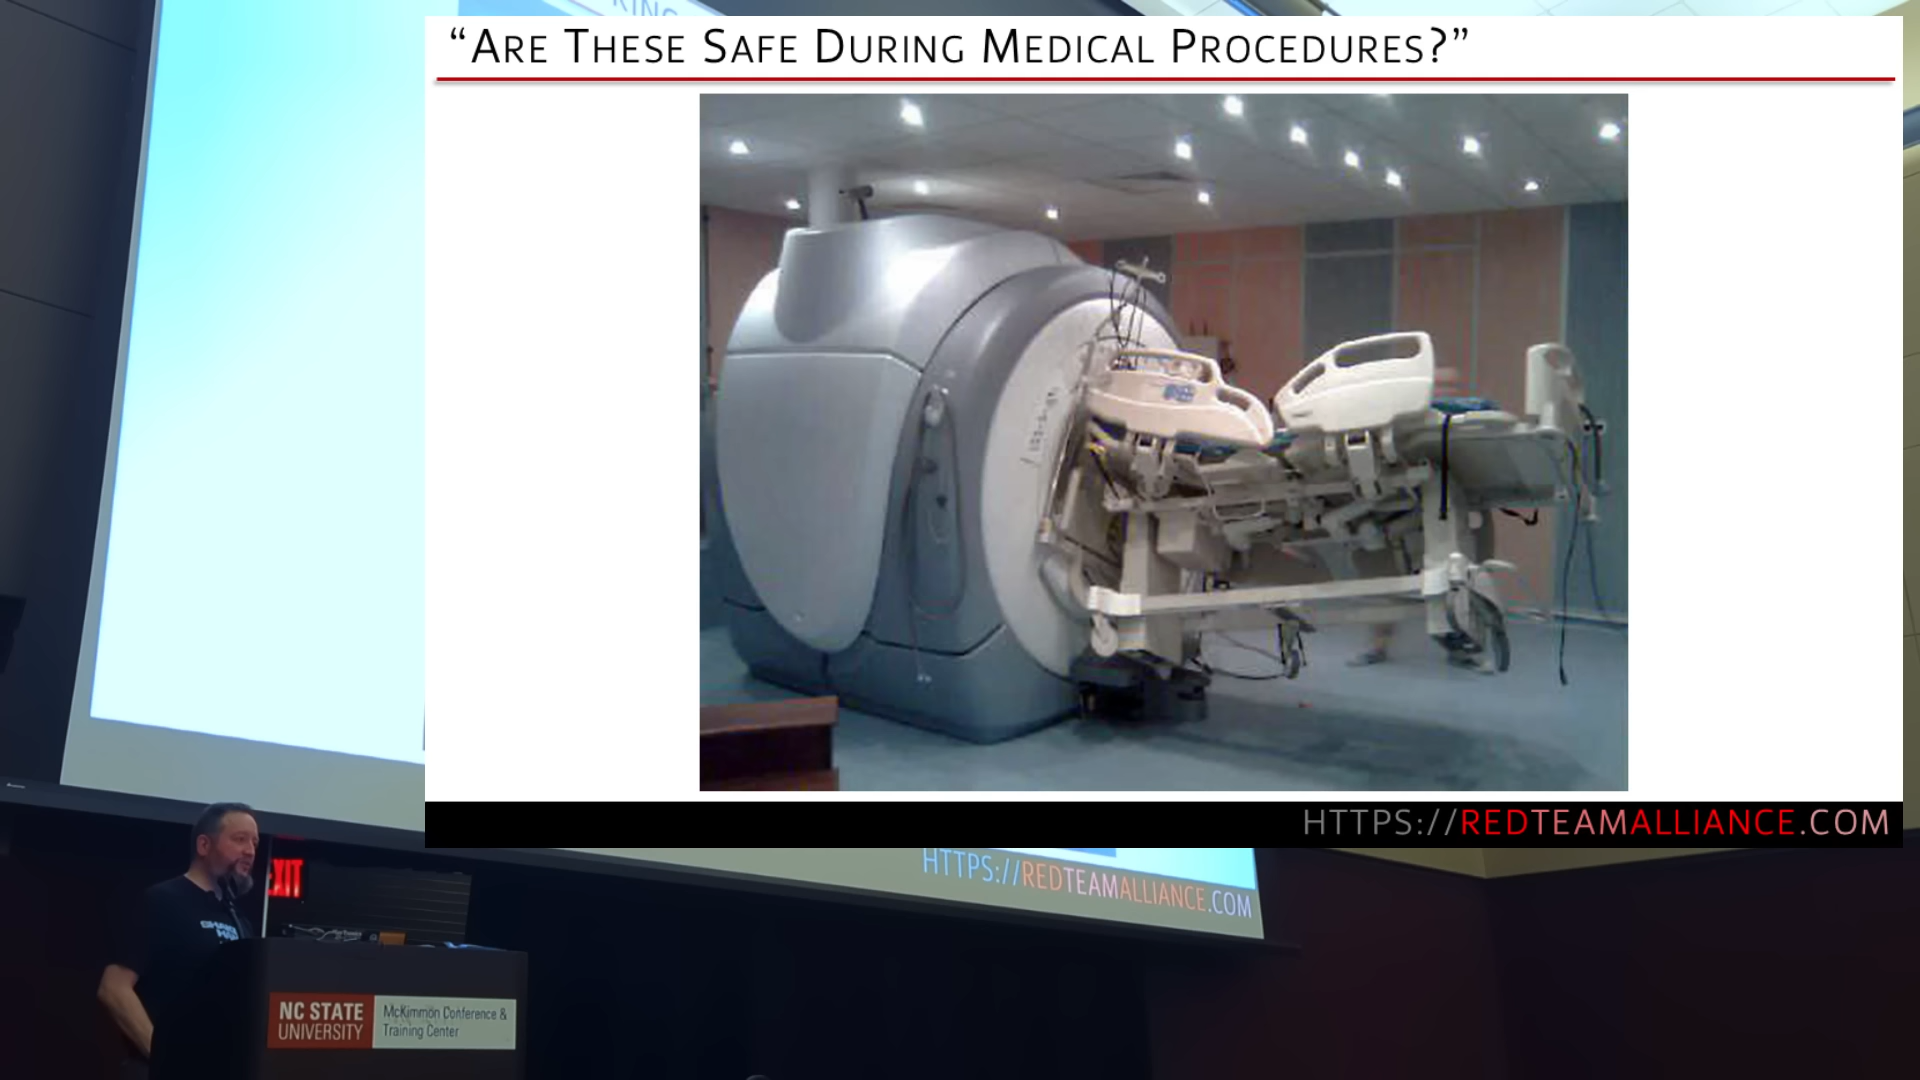 “ARE THESE SAFE DURING MEDICAL PROCEDURES?”
HTTPS://REDTEAMALLIANCE.COM
HTTPS://REDTEAMALLIANCE.COM
EXIT
NC STATE
UNIVERSITY
McKimmon Conference &
Training Center